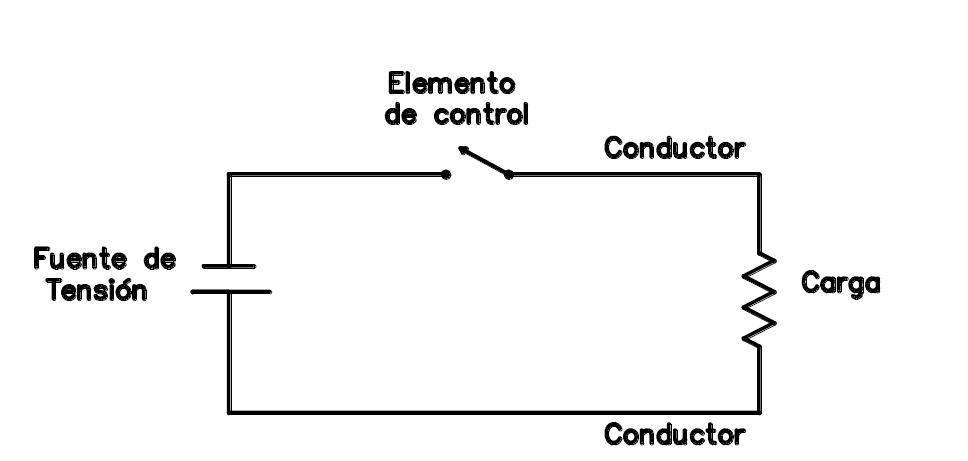 Elemento
de control
Conductor
Fuente de
Tensión
Carga
Conductor